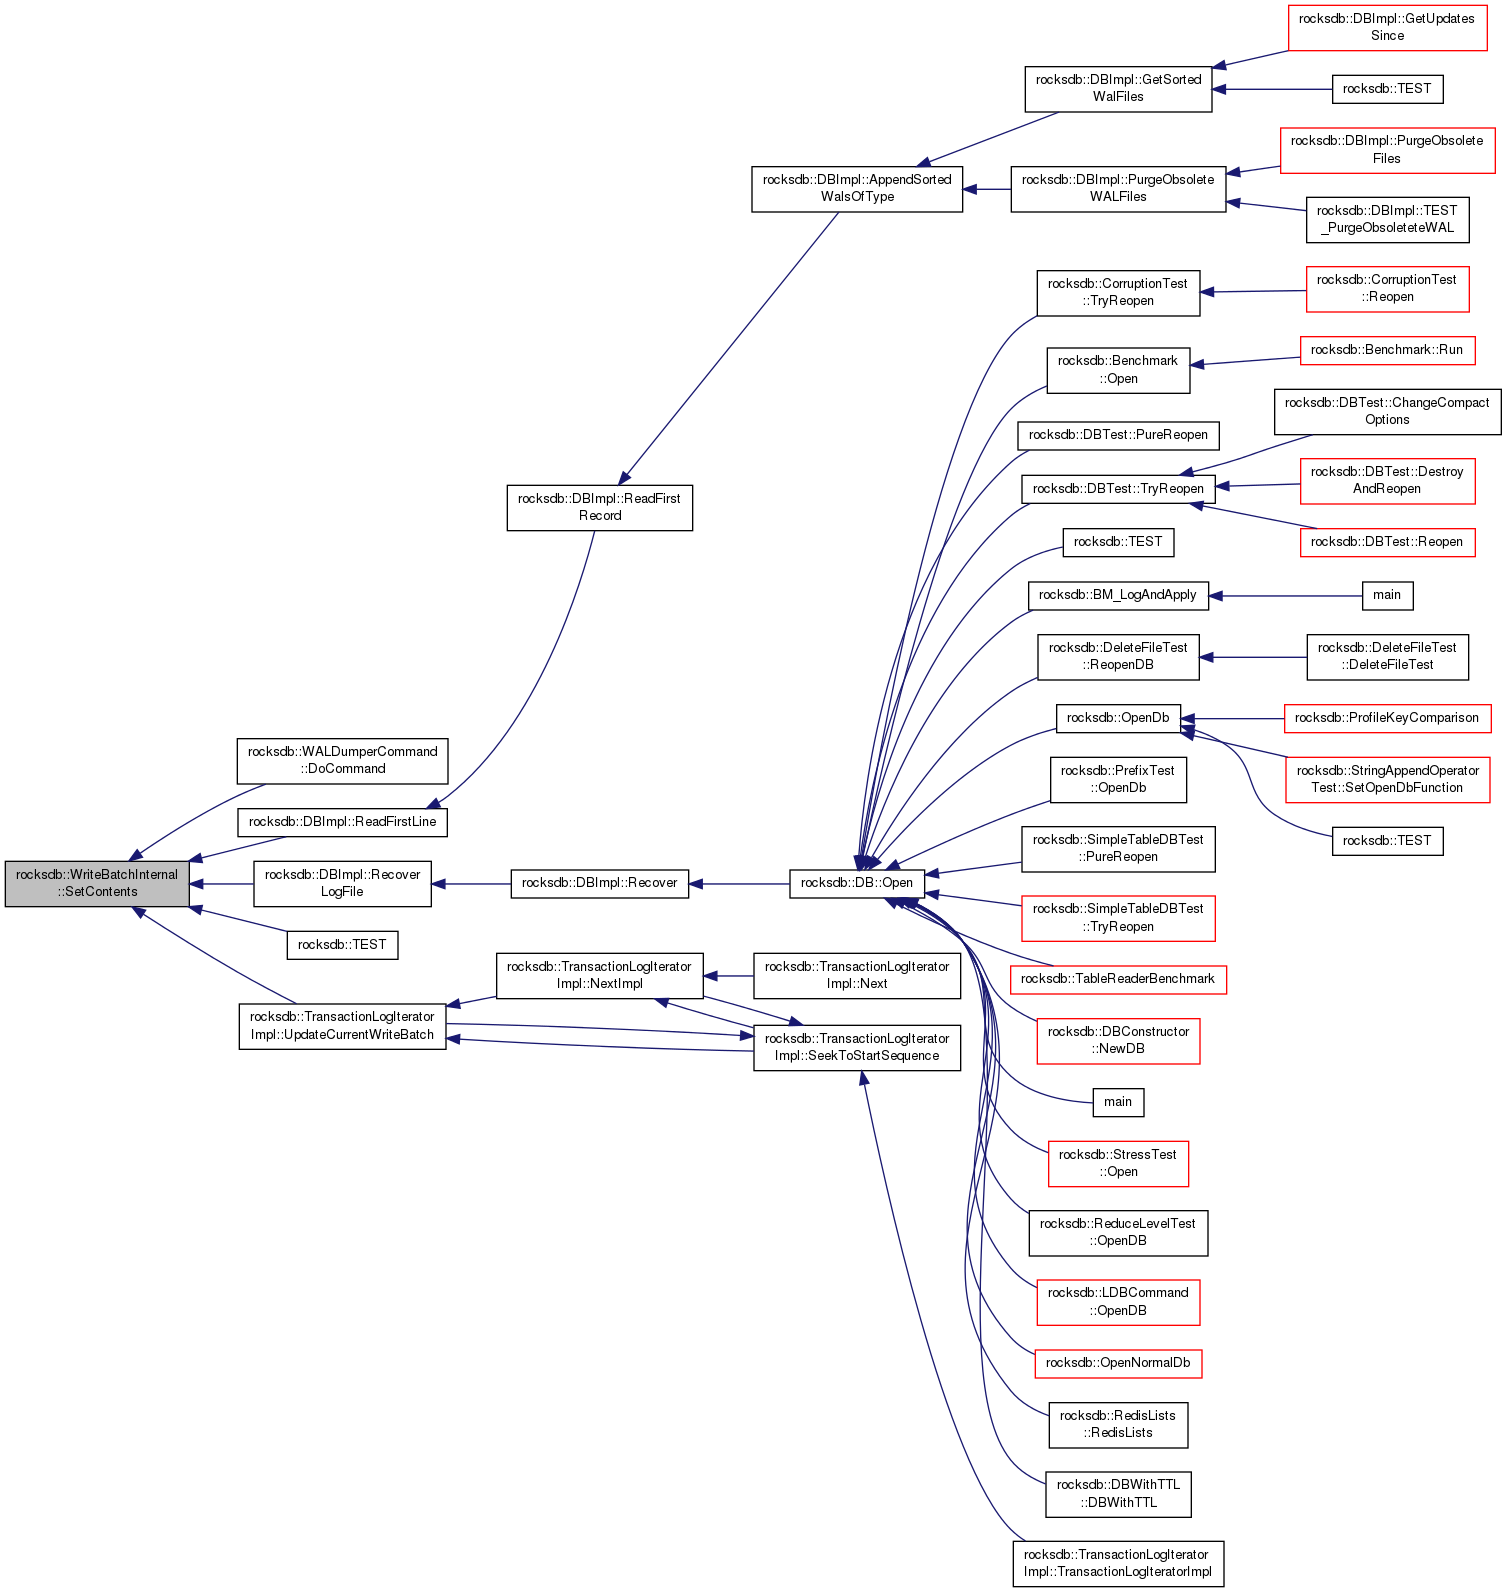 rocksdb::DBImpl::GetUpdates
Since
rocksdb::DBImpl::GetSorted
WalFiles
rocksdb::TEST
rocksdb::DBImpl::PurgeObsolete
Files
rocksdb::DBImpl::AppendSorted
WalsOfType
rocksdb::DBImpl::PurgeObsolete
WALFiles
rocksdb::DBImpl::TEST
_PurgeObsoleteteWAL
rocksdb::CorruptionTest
::TryReopen
rocksdb::CorruptionTest
::Reopen
rocksdb::Benchmark
::Open
rocksdb::Benchmark::Run
rocksdb::DBTest::ChangeCompact
Options
rocksdb::DBTest::PureReopen
rocksdb::DBTest::TryReopen
rocksdb::DBTest::Destroy
AndReopen
rocksdb::DBImpl::ReadFirst
Record
rocksdb::TEST
rocksdb::DBTest::Reopen
rocksdb::BM_LogAndApply
main
rocksdb::DeleteFileTest
::ReopenDB
rocksdb::DeleteFileTest
::DeleteFileTest
rocksdb::OpenDb
rocksdb::ProfileKeyComparison
rocksdb::WALDumperCommand
::DoCommand
rocksdb::PrefixTest
::OpenDb
rocksdb::StringAppendOperator
Test::SetOpenDbFunction
rocksdb::DBImpl::ReadFirstLine
rocksdb::SimpleTableDBTest
::PureReopen
rocksdb::TEST
rocksdb::WriteBatchInternal
::SetContents
rocksdb::DBImpl::Recover
LogFile
rocksdb::DBImpl::Recover
rocksdb::DB::Open
rocksdb::SimpleTableDBTest
::TryReopen
rocksdb::TEST
rocksdb::TransactionLogIterator
Impl::NextImpl
rocksdb::TransactionLogIterator
Impl::Next
rocksdb::TableReaderBenchmark
rocksdb::TransactionLogIterator
Impl::UpdateCurrentWriteBatch
rocksdb::TransactionLogIterator
Impl::SeekToStartSequence
rocksdb::DBConstructor
::NewDB
main
rocksdb::StressTest
::Open
rocksdb::ReduceLevelTest
::OpenDB
rocksdb::LDBCommand
::OpenDB
rocksdb::OpenNormalDb
rocksdb::RedisLists
::RedisLists
rocksdb::DBWithTTL
::DBWithTTL
rocksdb::TransactionLogIterator
Impl::TransactionLogIteratorImpl